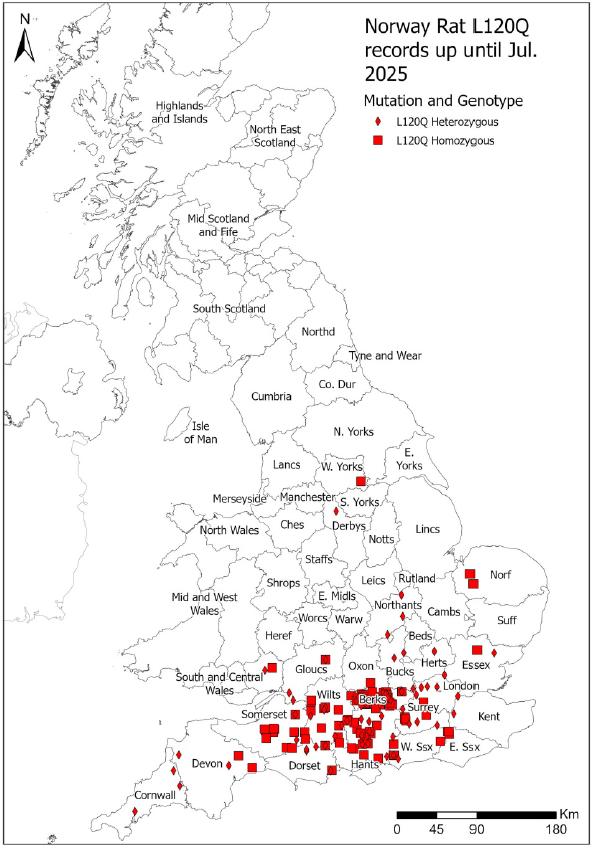 N
Norway Rat L120Q
records up until Jul.
2025
Mutation and Genotype
L120Q Heterozygous
L120Q Homozygous
Highlands
and Islands
North East
Scotland
Mid Scotland
and Fife
South Scotland
Northd
Tyne and Wear
Co. Dur
Cumbria
Isle
of Man
N. Yorks
E.
Yorks
Lancs
W. Yorks
Merseyside
Manchester
S. Yorks
North Wales
Ches
Derbys
Lincs
Notts
Staffs
Shrops
Leics
Rutland
Norf
Mid and West
Wales
E. Midls
Northants
Cambs
Suff
Worcs
Warw
Heref
Beds
South and Central
Wales
Gloucs
Oxon
Bucks
Herts
Essex
Wilts
Berks
London
Somerset
Surrey
Kent
W. Ssx
E. Ssx
Devon
Dorset
Hants
Cornwall
Km
0 45 90 180